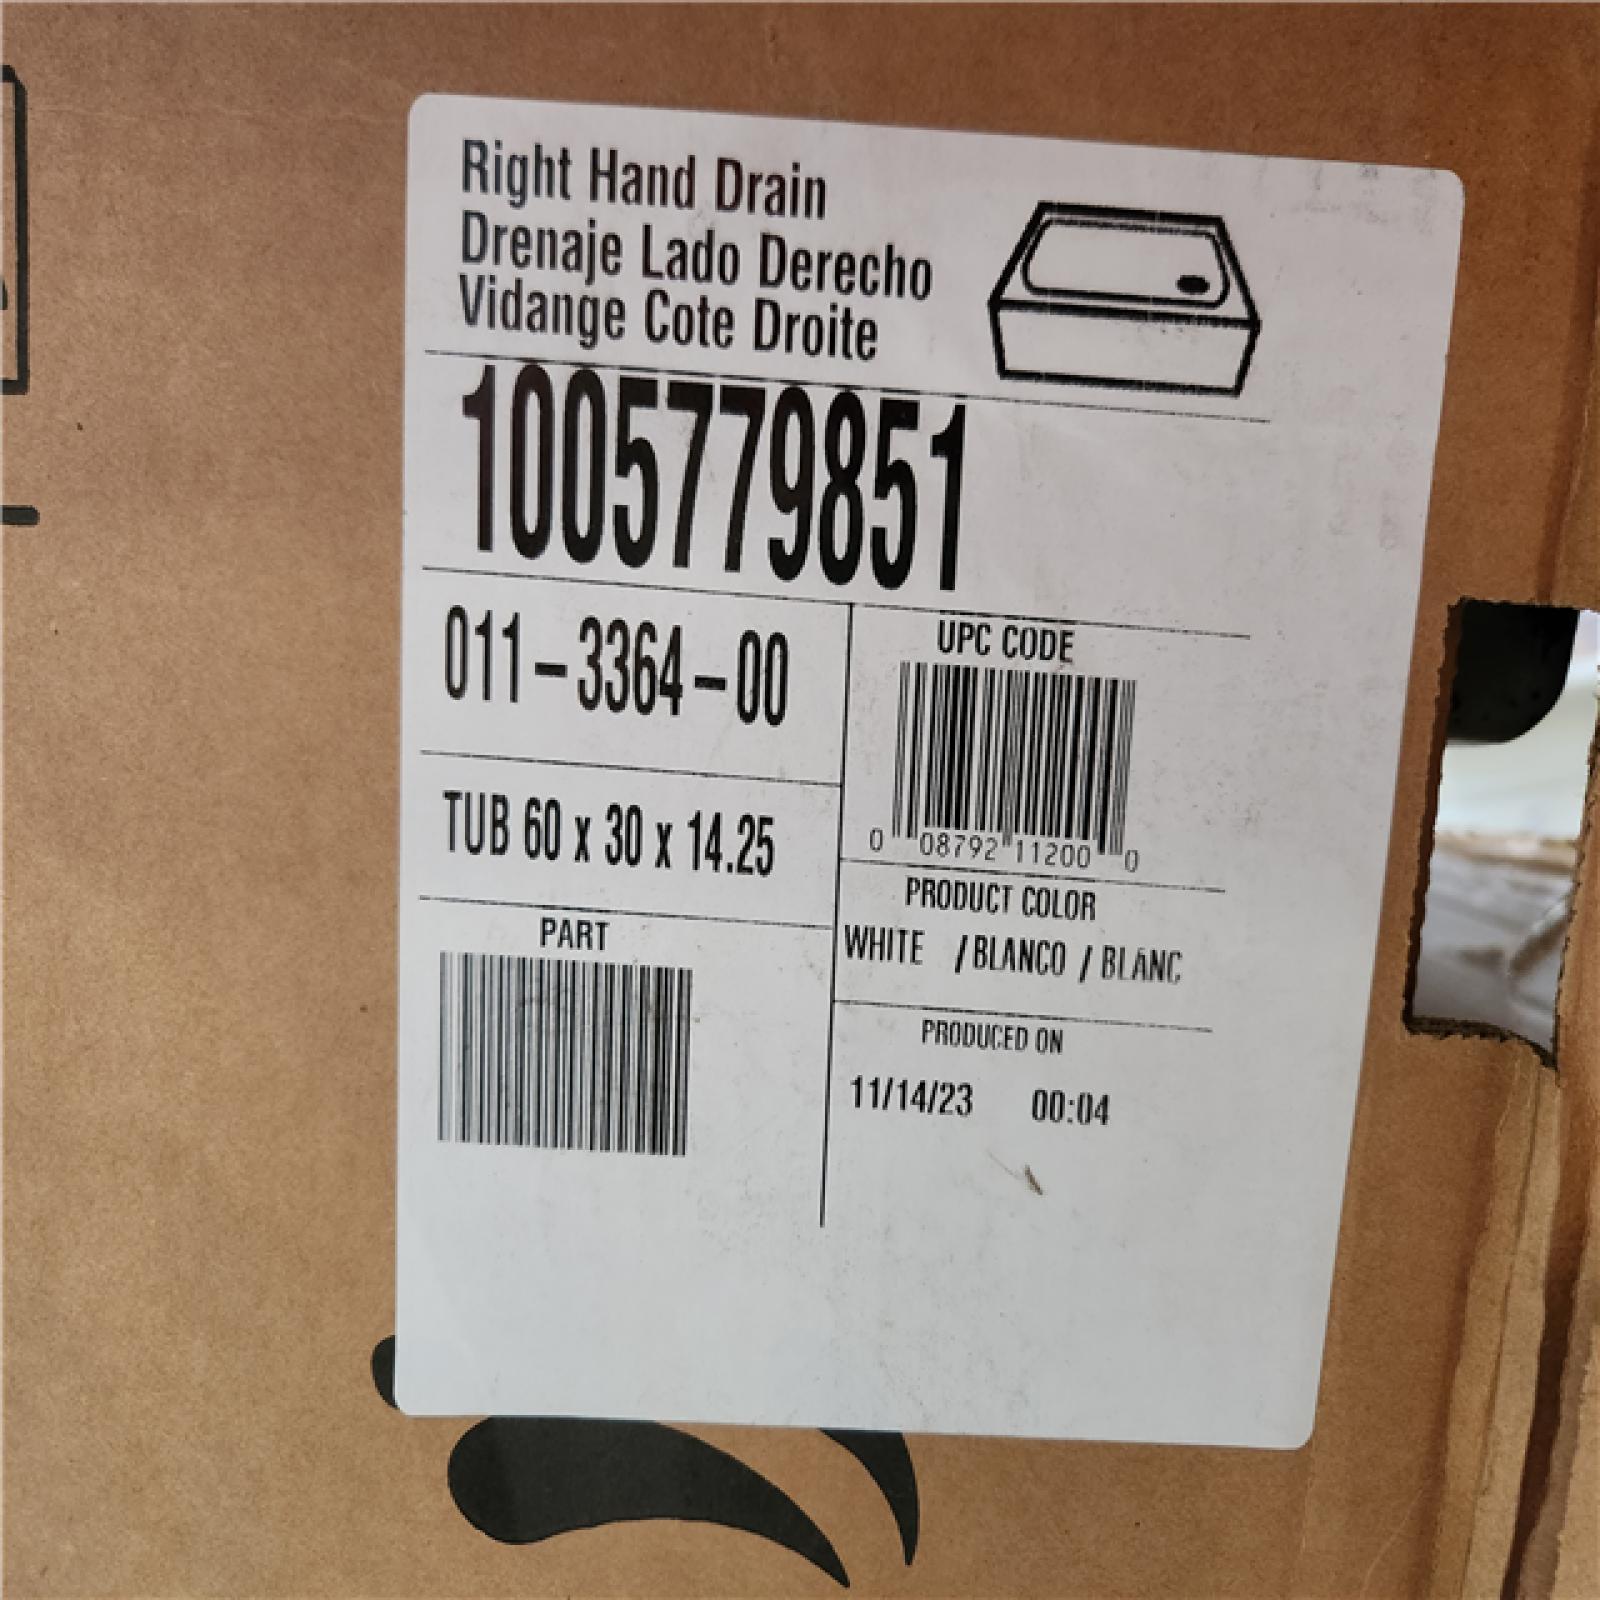 Right Hand Drain
Drenaje Lado Derecho
Vidange Cote Droite
1005779851
011-3364-00
TUB 60 x 30 x 14.25
PART
UPC CODE
0 08792 11200 0
PRODUCT COLOR
WHITE / BLANCO / BLANC
PRODUCED ON
11/14/23 00:04